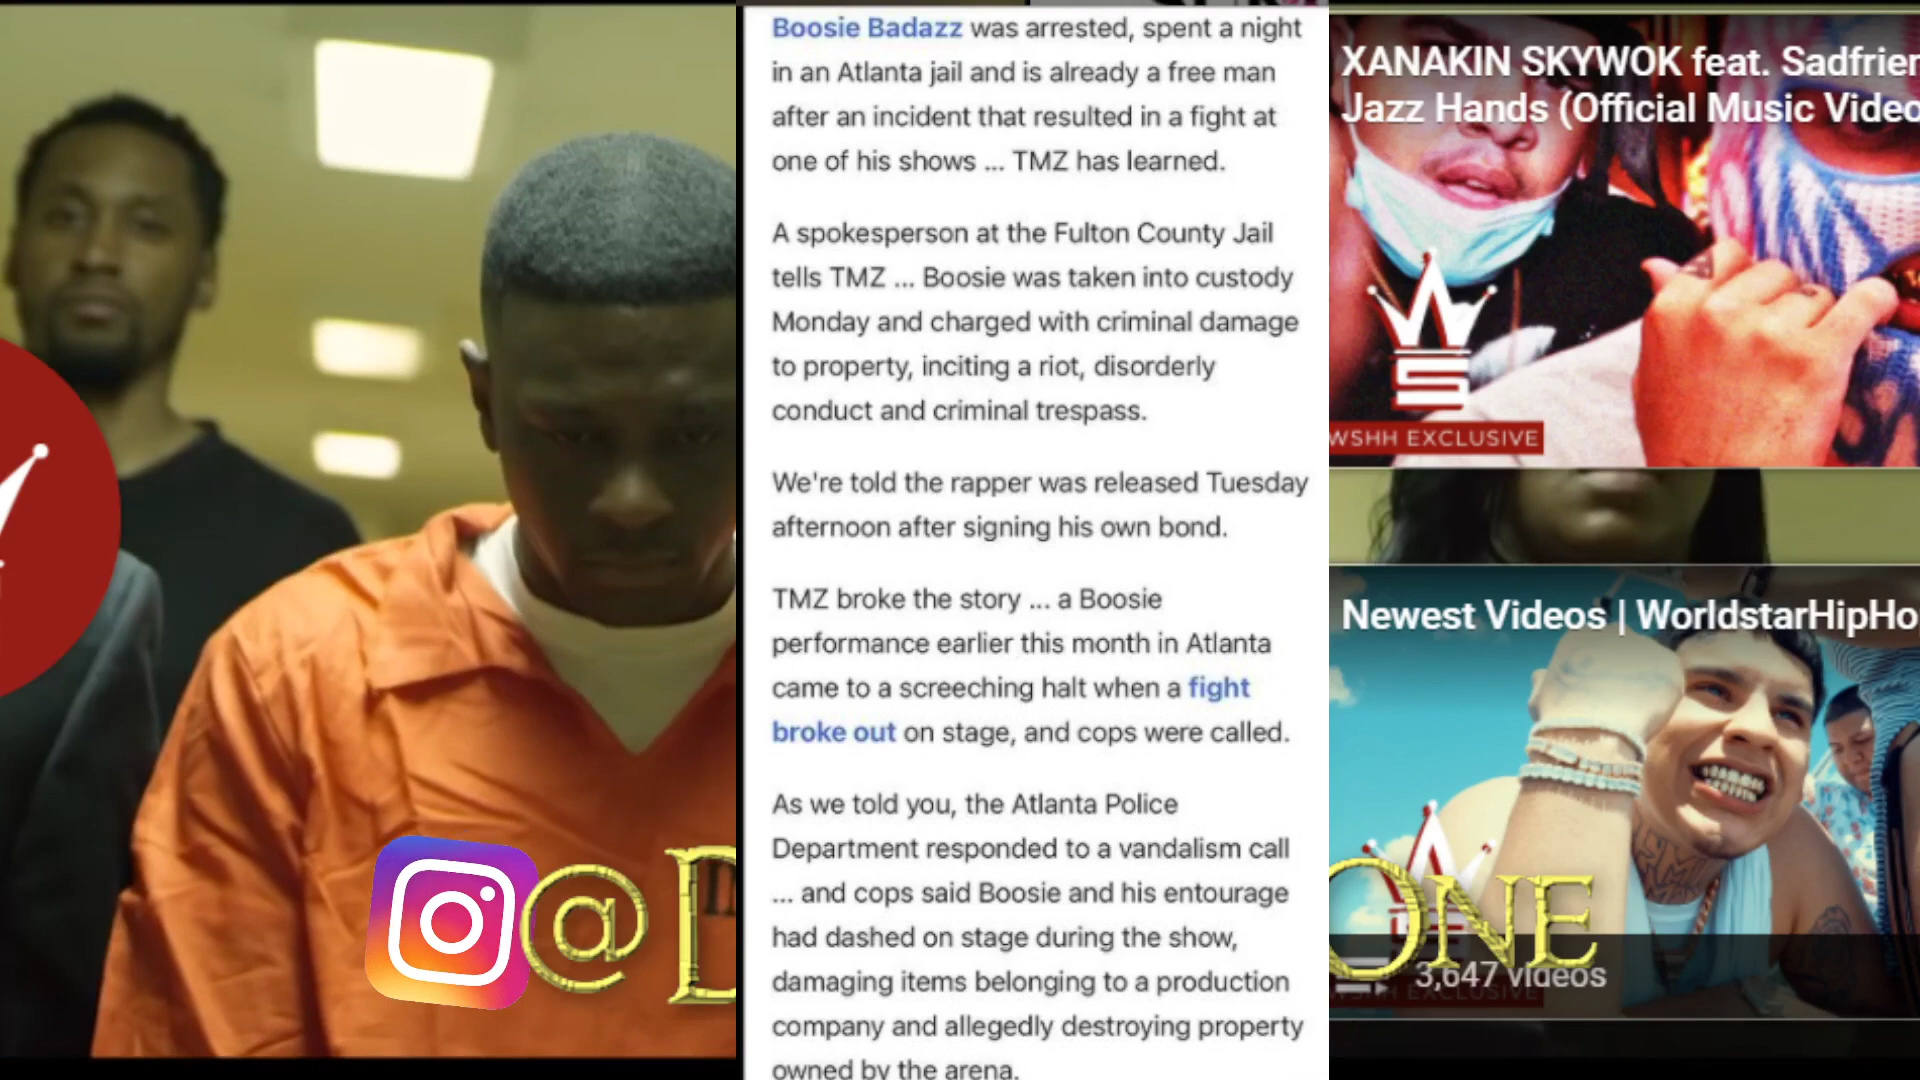 Boosie Badazz was arrested, spent a night
in an Atlanta jail and is already a free man
after an incident that resulted in a fight at
one of his shows ... TMZ has learned.
A spokesperson at the Fulton County Jail
tells TMZ ... Boosie was taken into custody
Monday and charged with criminal damage
to property, inciting a riot, disorderly
conduct and criminal trespass.
We're told the rapper was released Tuesday
afternoon after signing his own bond.
TMZ broke the story ... a Boosie
performance earlier this month in Atlanta
came to a screeching halt when a fight
broke out on stage, and cops were called.
As we told you, the Atlanta Police
Department responded to a vandalism call
... and cops said Boosie and his entourage
had dashed on stage during the show,
damaging items belonging to a production
company and allegedly destroying property
owned by the arena.
XANAKIN SKYWOK feat. Sadfrien
Jazz Hands (Official Music Video
WSHH EXCLUSIVE
Newest Videos | WorldstarHipHo
3,647 videos
WSHH EXCLUSIVE
@D
ONE